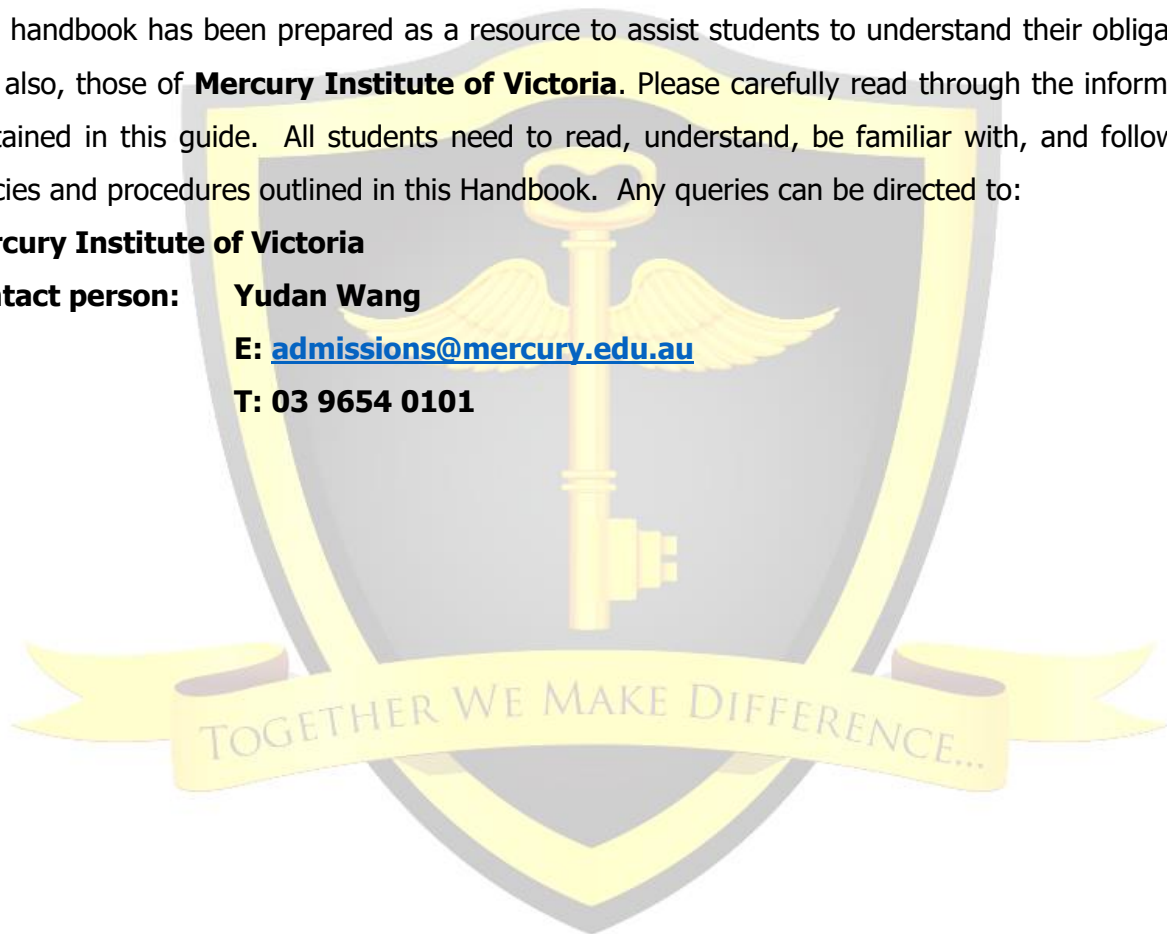 handbook has been prepared as a resource to assist students to understand their obliga
also, those of Mercury Institute of Victoria. Please carefully read through the inform
tained in this guide. All students need to read, understand, be familiar with, and follow
cies and procedures outlined in this Handbook. Any queries can be directed to:
rcury Institute of Victoria
ntact person: Yudan Wang
E: admissions@mercury.edu.au
T: 03 9654 0101
TOGETHER WE MAKE DIFFERENCE...